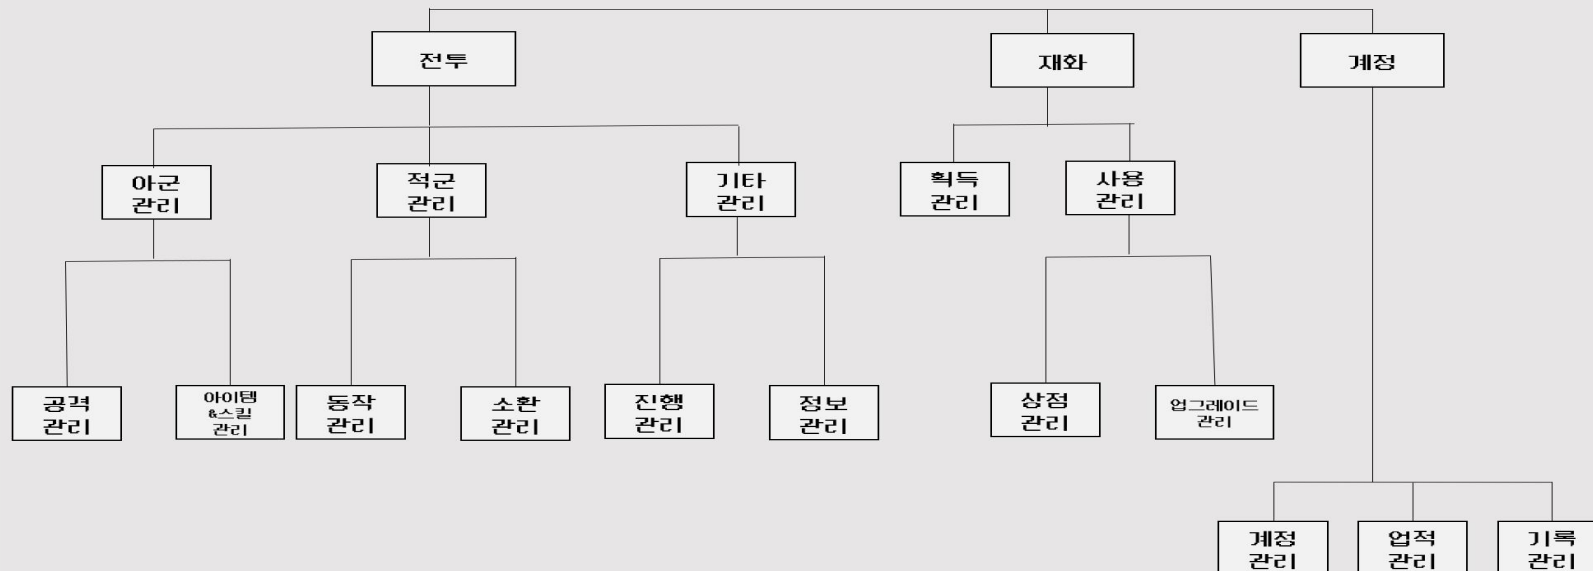 전투
재화
계정
아군
관리
적군
관리
기타
관리
획득
관리
사용
관리
공격
관리
아이템
&스킬
관리
동작
관리
소환
관리
진행
관리
정보
관리
상점
관리
업그레이드
관리
계정
관리
업적
관리
기록
관리